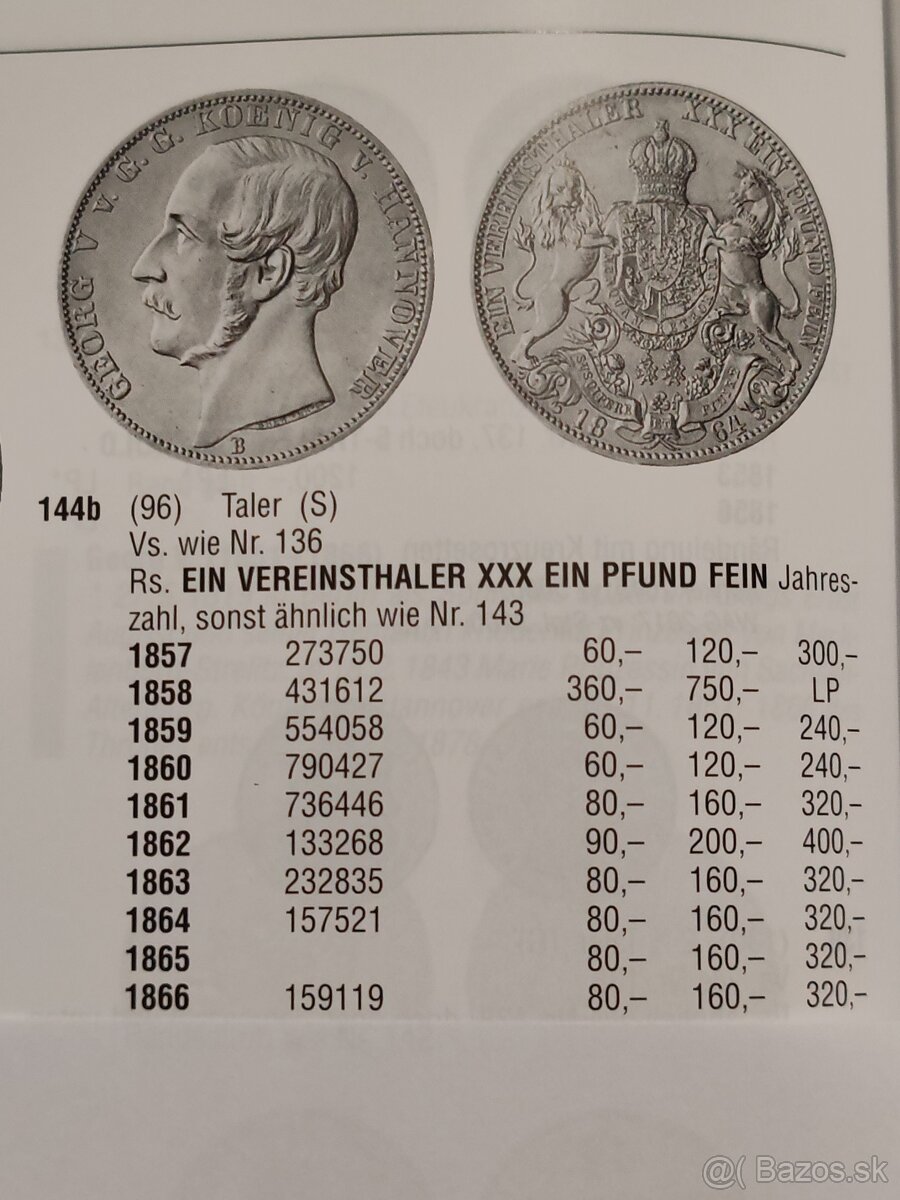 GEORG V v. G. G. KOENIG v. HANNOVER
B
EIN VEREINSTHALER XXX EIN PFUND FEIN
18 64
144b (96) Taler (S)
Vs. wie Nr. 136
Rs. EIN VEREINSTHALER XXX EIN PFUND FEIN Jahres-
zahl, sonst ähnlich wie Nr. 143
1857 273750 60,– 120,– 300,–
1858 431612 360,– 750,– LP
1859 554058 60,– 120,– 240,–
1860 790427 60,– 120,– 240,–
1861 736446 80,– 160,– 320,–
1862 133268 90,– 200,– 400,–
1863 232835 80,– 160,– 320,–
1864 157521 80,– 160,– 320,–
1865 80,– 160,– 320,–
1866 159119 80,– 160,– 320,–
@( Bazos.sk